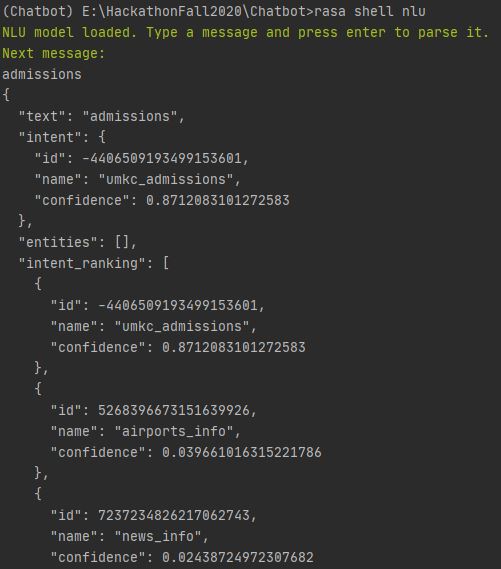 (Chatbot) E:\HackathonFall2020\Chatbot>rasa shell nlu
NLU model loaded. Type a message and press enter to parse it.
Next message:
admissions
{
  "text": "admissions",
  "intent": {
    "id": -4406509193499153601,
    "name": "umkc_admissions",
    "confidence": 0.8712083101272583
  },
  "entities": [],
  "intent_ranking": [
    {
      "id": -4406509193499153601,
      "name": "umkc_admissions",
      "confidence": 0.8712083101272583
    },
    {
      "id": 5268396673151639926,
      "name": "airports_info",
      "confidence": 0.039661016315221786
    },
    {
      "id": 7237234826217062743,
      "name": "news_info",
      "confidence": 0.02438724972307682